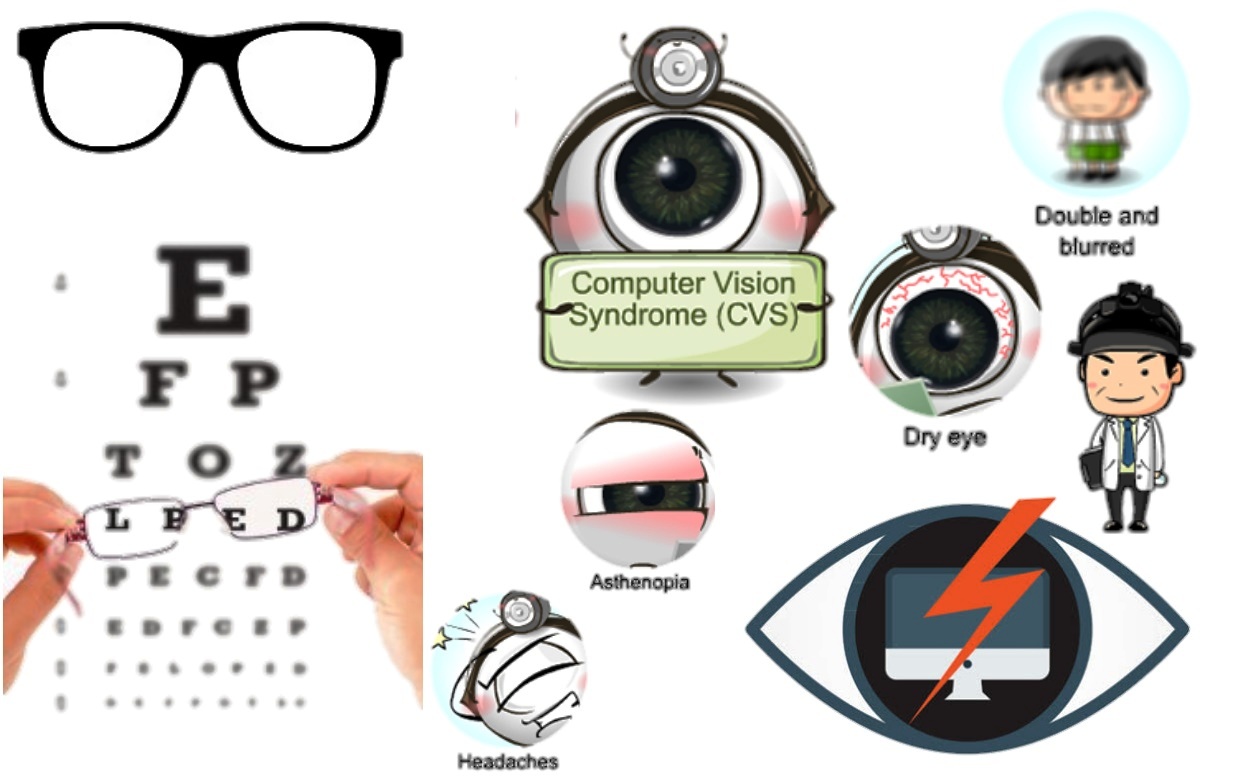 E
F P
T O Z
L P E D
P E C F D
E D F C Z P
Computer Vision
Syndrome (CVS)
Double and
blurred
Dry eye
Asthenopia
Headaches